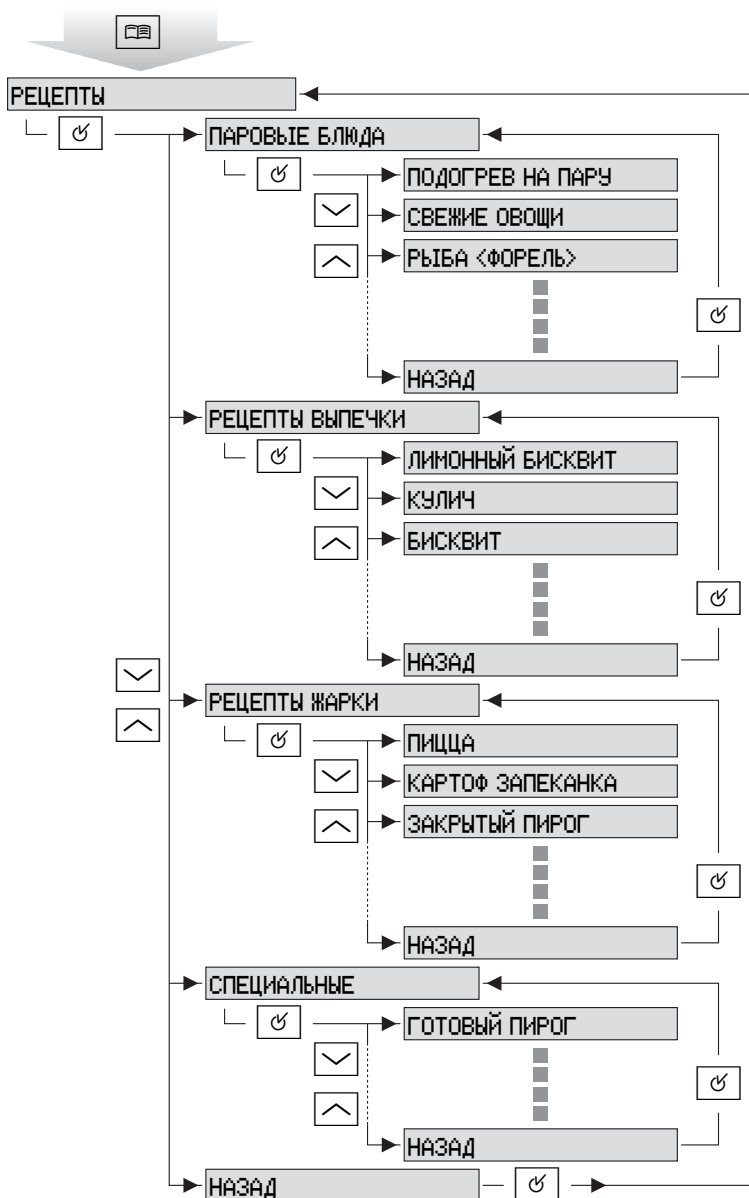 РЕЦЕПТЫ
ПАРОВЫЕ БЛЮДА
ПОДОГРЕВ НА ПАРУ
СВЕЖИЕ ОВОЩИ
РЫБА <ФОРЕЛЬ>
НАЗАД
РЕЦЕПТЫ ВЫПЕЧКИ
ЛИМОННЫЙ БИСКВИТ
КУЛИЧ
БИСКВИТ
НАЗАД
РЕЦЕПТЫ ЖАРКИ
ПИЦЦА
КАРТОФ ЗАПЕКАНКА
ЗАКРЫТЫЙ ПИРОГ
НАЗАД
СПЕЦИАЛЬНЫЕ
ГОТОВЫЙ ПИРОГ
НАЗАД
НАЗАД